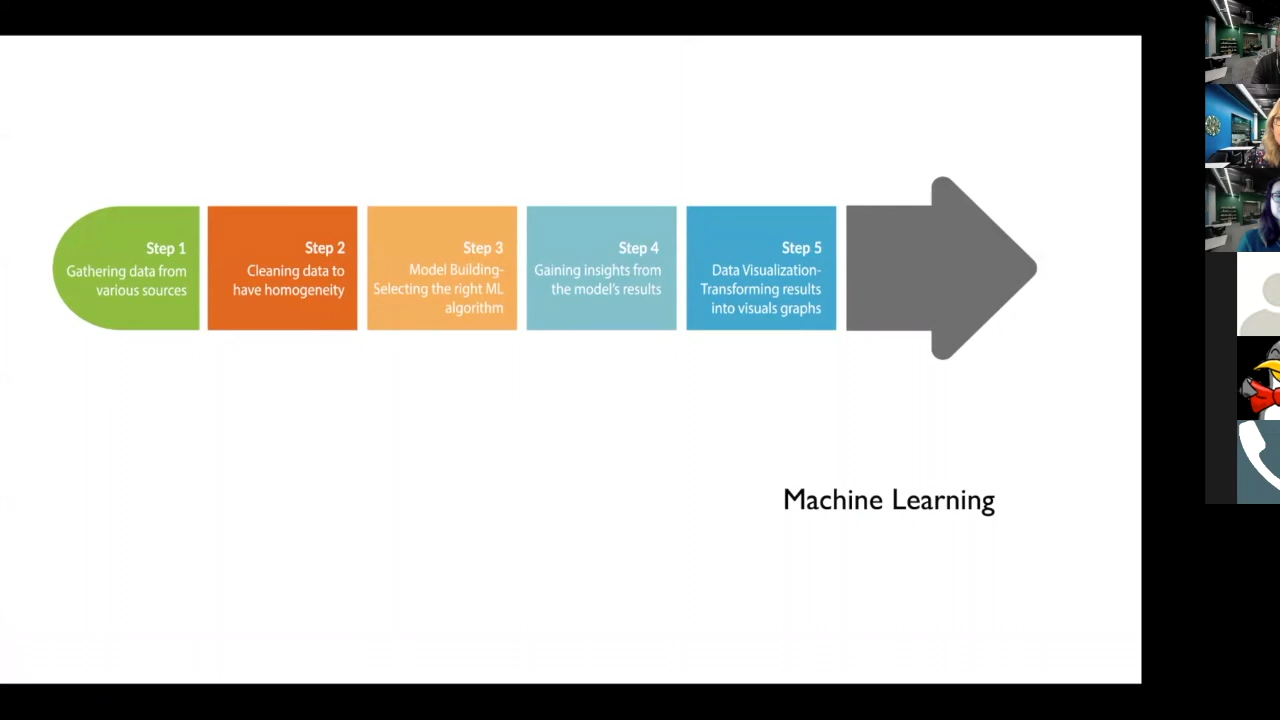 Step 1
Gathering data from
various sources
Step 2
Cleaning data to
have homogeneity
Step 3
Model Building-
Selecting the right ML
algorithm
Step 4
Gaining insights from
the model's results
Step 5
Data Visualization-
Transforming results
into visuals graphs
Machine Learning